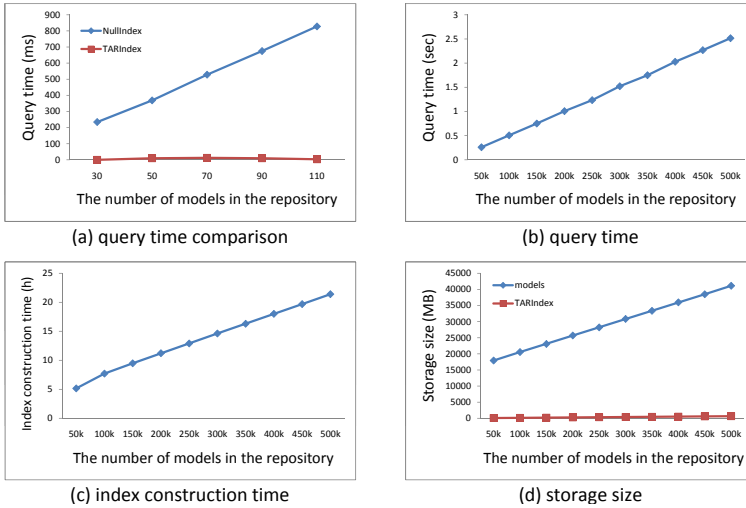 900
800
700
600
500
400
300
200
100
0
Query time (ms)
NullIndex
TARIndex
30 50 70 90 110
The number of models in the repository
(a) query time comparison
3
2.5
2
1.5
1
0.5
0
Query time (sec)
50k 100k 150k 200k 250k 300k 350k 400k 450k 500k
The number of models in the repository
(b) query time
25
20
15
10
5
0
Index construction time (h)
50k 100k 150k 200k 250k 300k 350k 400k 450k 500k
The number of models in the repository
(c) index construction time
45000
40000
35000
30000
25000
20000
15000
10000
5000
0
Storage size (MB)
models
TARIndex
50k 100k 150k 200k 250k 300k 350k 400k 450k 500k
The number of models in the repository
(d) storage size